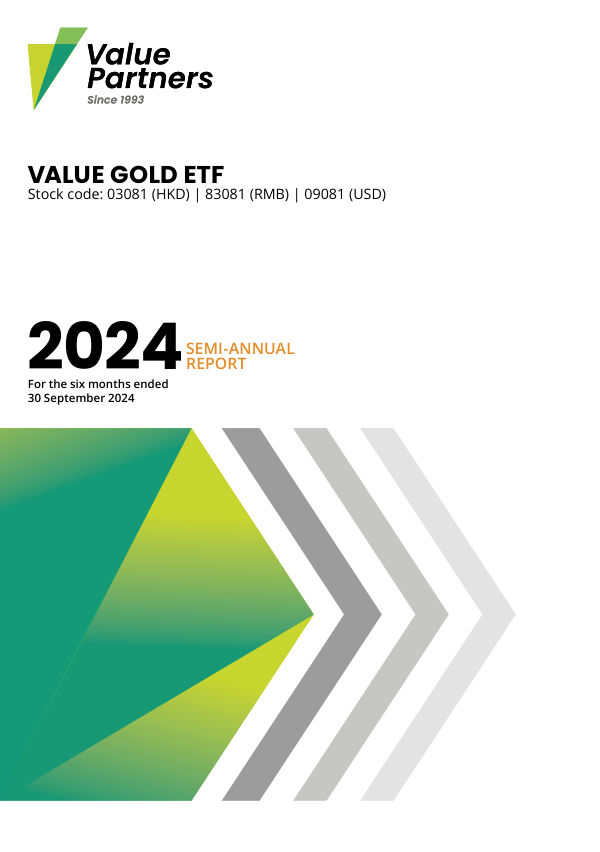 Value
Partners
Since 1993
VALUE GOLD ETF
Stock code: 03081 (HKD) | 83081 (RMB) | 09081 (USD)
2024 SEMI-ANNUAL
REPORT
For the six months ended
30 September 2024